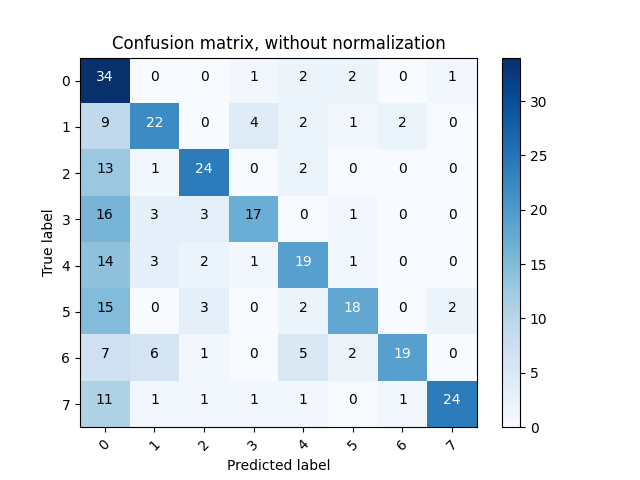 Confusion matrix, without normalization
True label
0 34 0 0 1 2 2 0 1
1 9 22 0 4 2 1 2 0
2 13 1 24 0 2 0 0 0
3 16 3 3 17 0 1 0 0
4 14 3 2 1 19 1 0 0
5 15 0 3 0 2 18 0 2
6 7 6 1 0 5 2 19 0
7 11 1 1 1 1 0 1 24
0 1 2 3 4 5 6 7
Predicted label
30
25
20
15
10
5
0